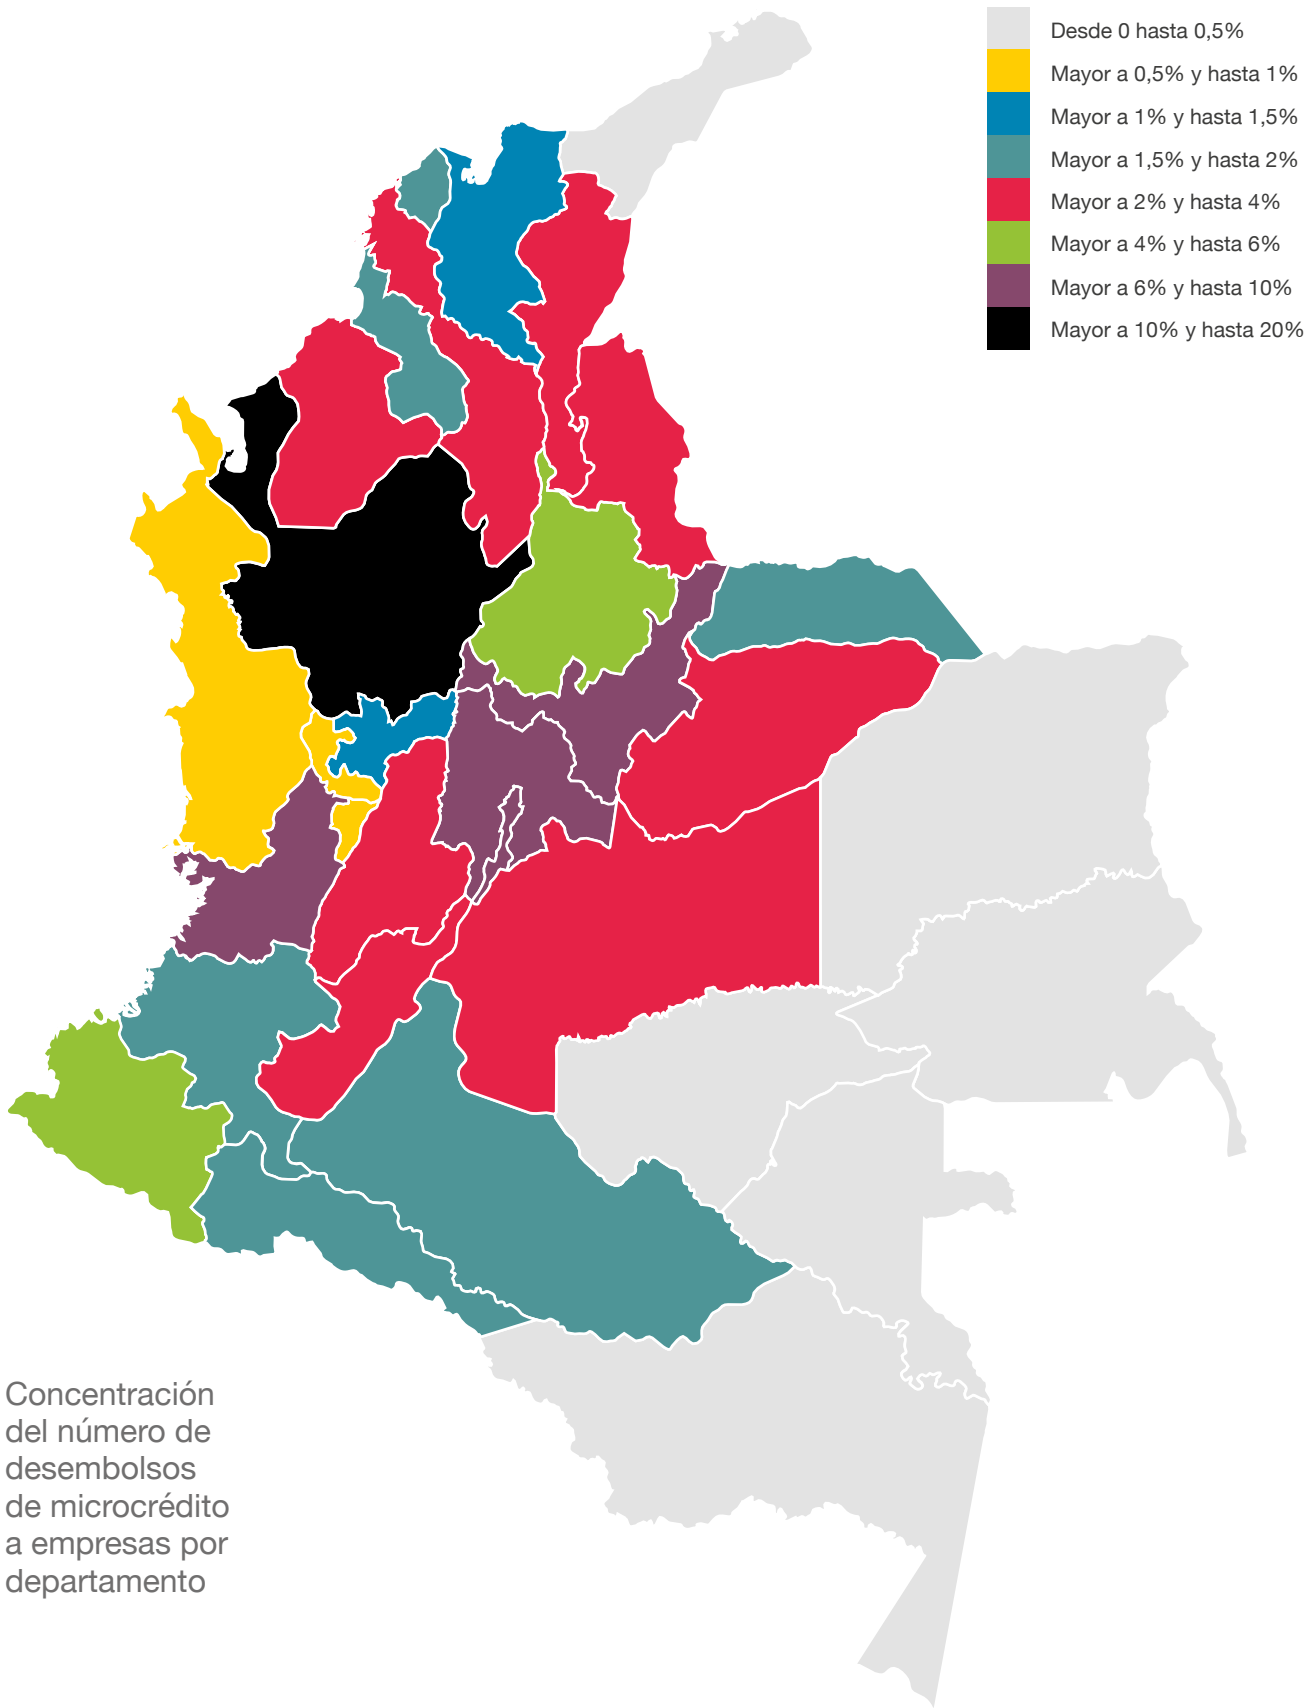 Desde 0 hasta 0,5%
Mayor a 0,5% y hasta 1%
Mayor a 1% y hasta 1,5%
Mayor a 1,5% y hasta 2%
Mayor a 2% y hasta 4%
Mayor a 4% y hasta 6%
Mayor a 6% y hasta 10%
Mayor a 10% y hasta 20%
Concentración
del número de
desembolsos
de microcrédito
a empresas por
departamento